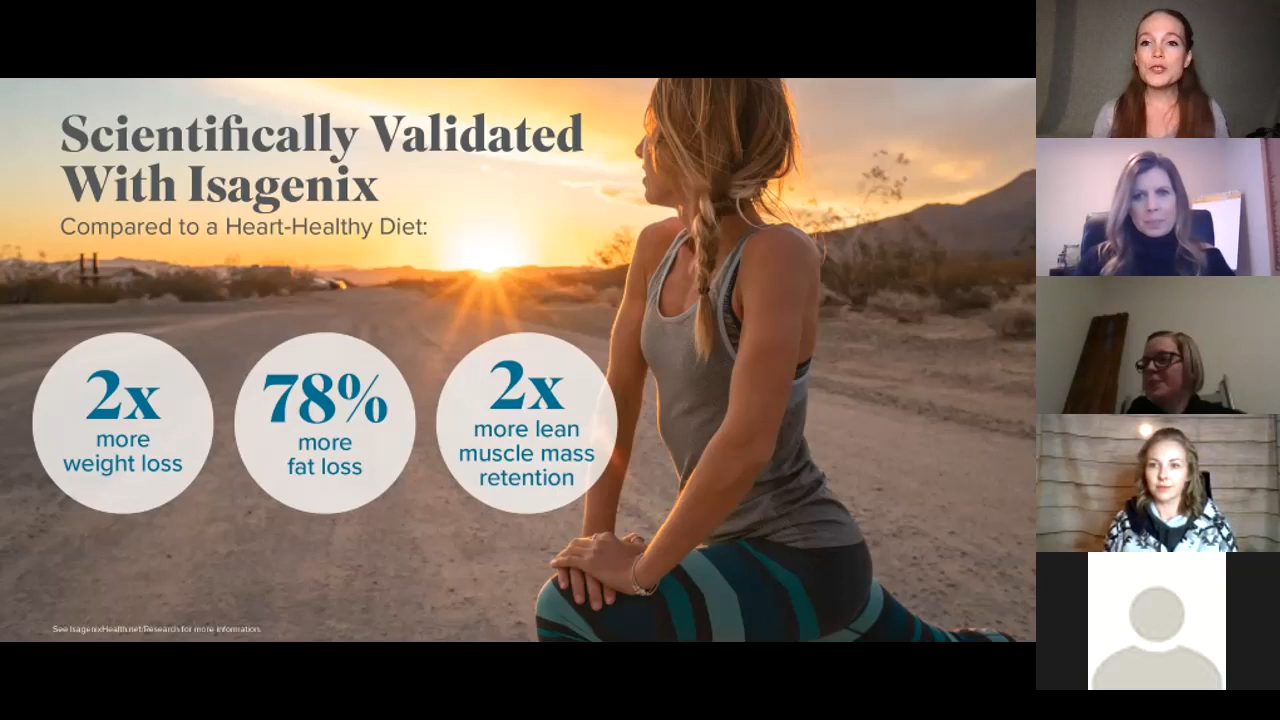 Scientifically Validated
With Isagenix
Compared to a Heart-Healthy Diet:
2x
more
weight loss
78%
more
fat loss
2x
more lean
muscle mass
retention
See IsagenixHealth.net/Research for more information.